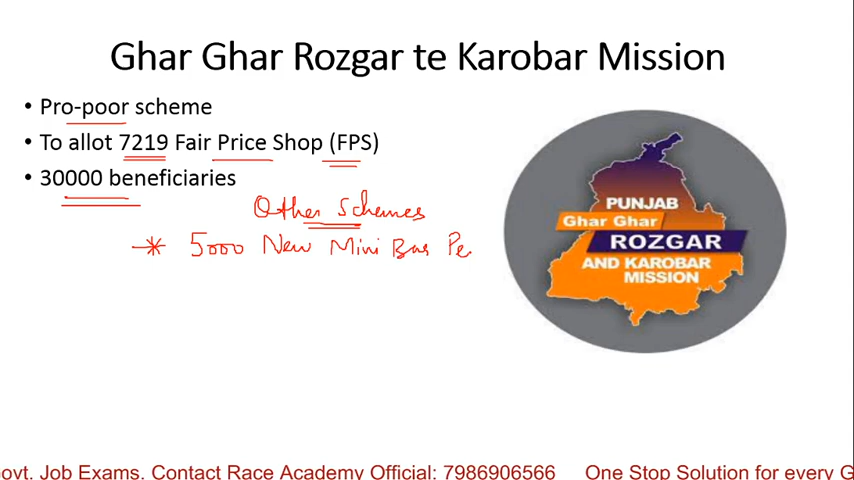 Ghar Ghar Rozgar te Karobar Mission
• Pro-poor scheme
• To allot 7219 Fair Price Shop (FPS)
• 30000 beneficiaries
Other Schemes
* 5000 New Mini Bus Pe
PUNJAB
Ghar Ghar
ROZGAR
AND KAROBAR
MISSION
ovt. Job Exams. Contact Race Academy Official: 7986906566 One Stop Solution for every G